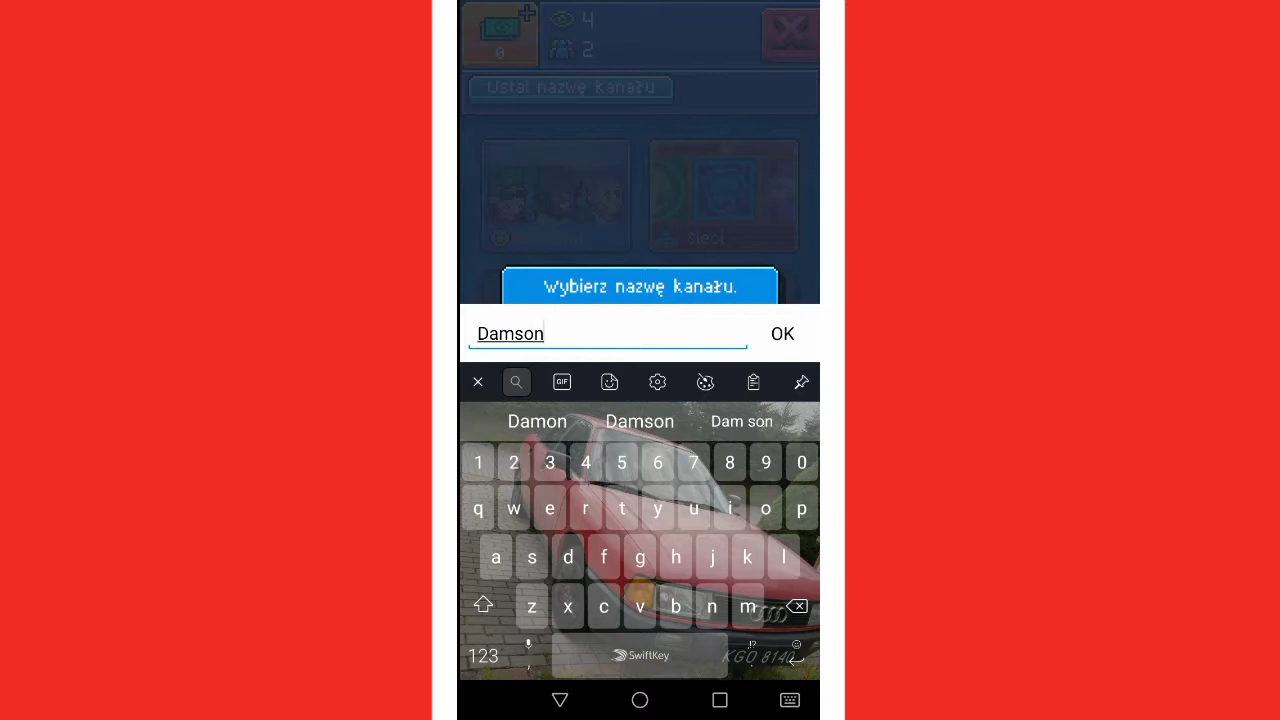 4
0
2
Ustal nazwę kanału
Sieci
Wybierz nazwę kanału.
Damson
OK
GIF
Damon Damson Dam son
1 2 3 4 5 6 7 8 9 0
q w e r t y u i o p
a s d f g h j k l
z x c v b n m
123 , SwiftKey !? .
KGO 8140